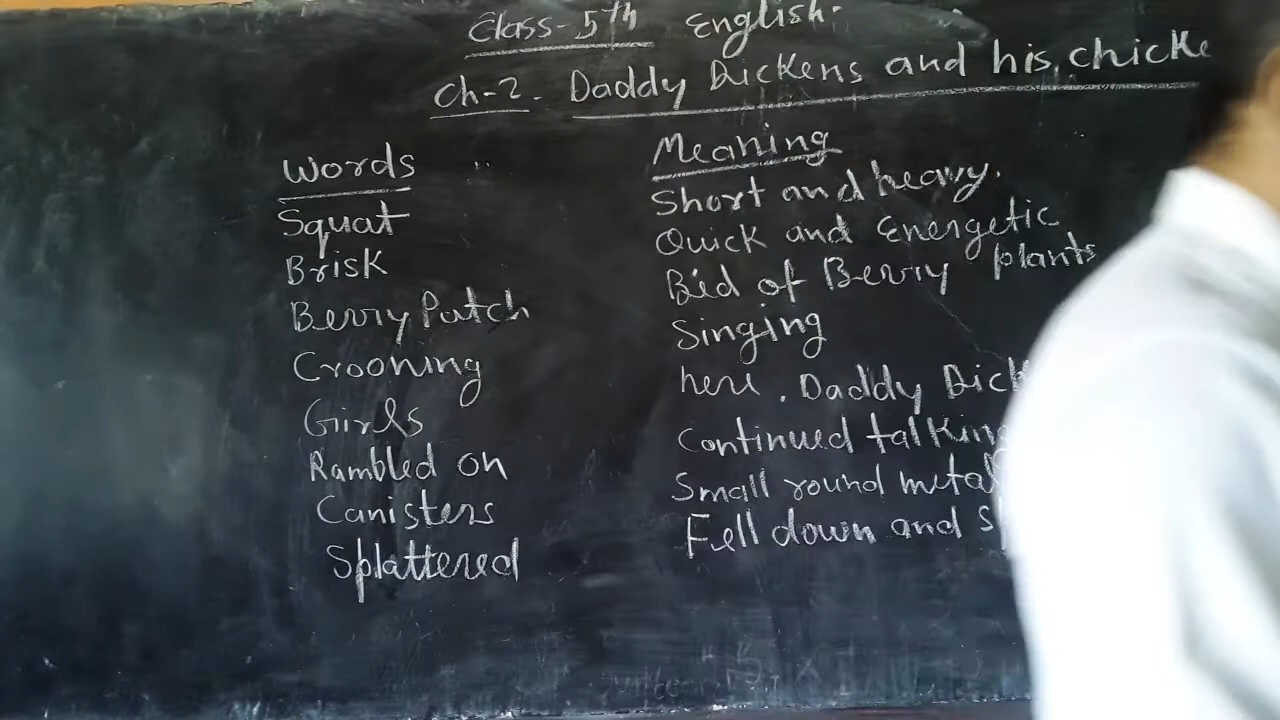 Class-5th English.
Ch-2. Daddy Dickens and his chicke
Words Meaning
Squat Short and heavy.
Brisk Quick and Energetic
Berry Patch Bed of Berry plants
Crooning Singing
Girls here. Daddy Dick
Rambled on Continued talking
Canisters Small round metal
Splattered Fell down and s